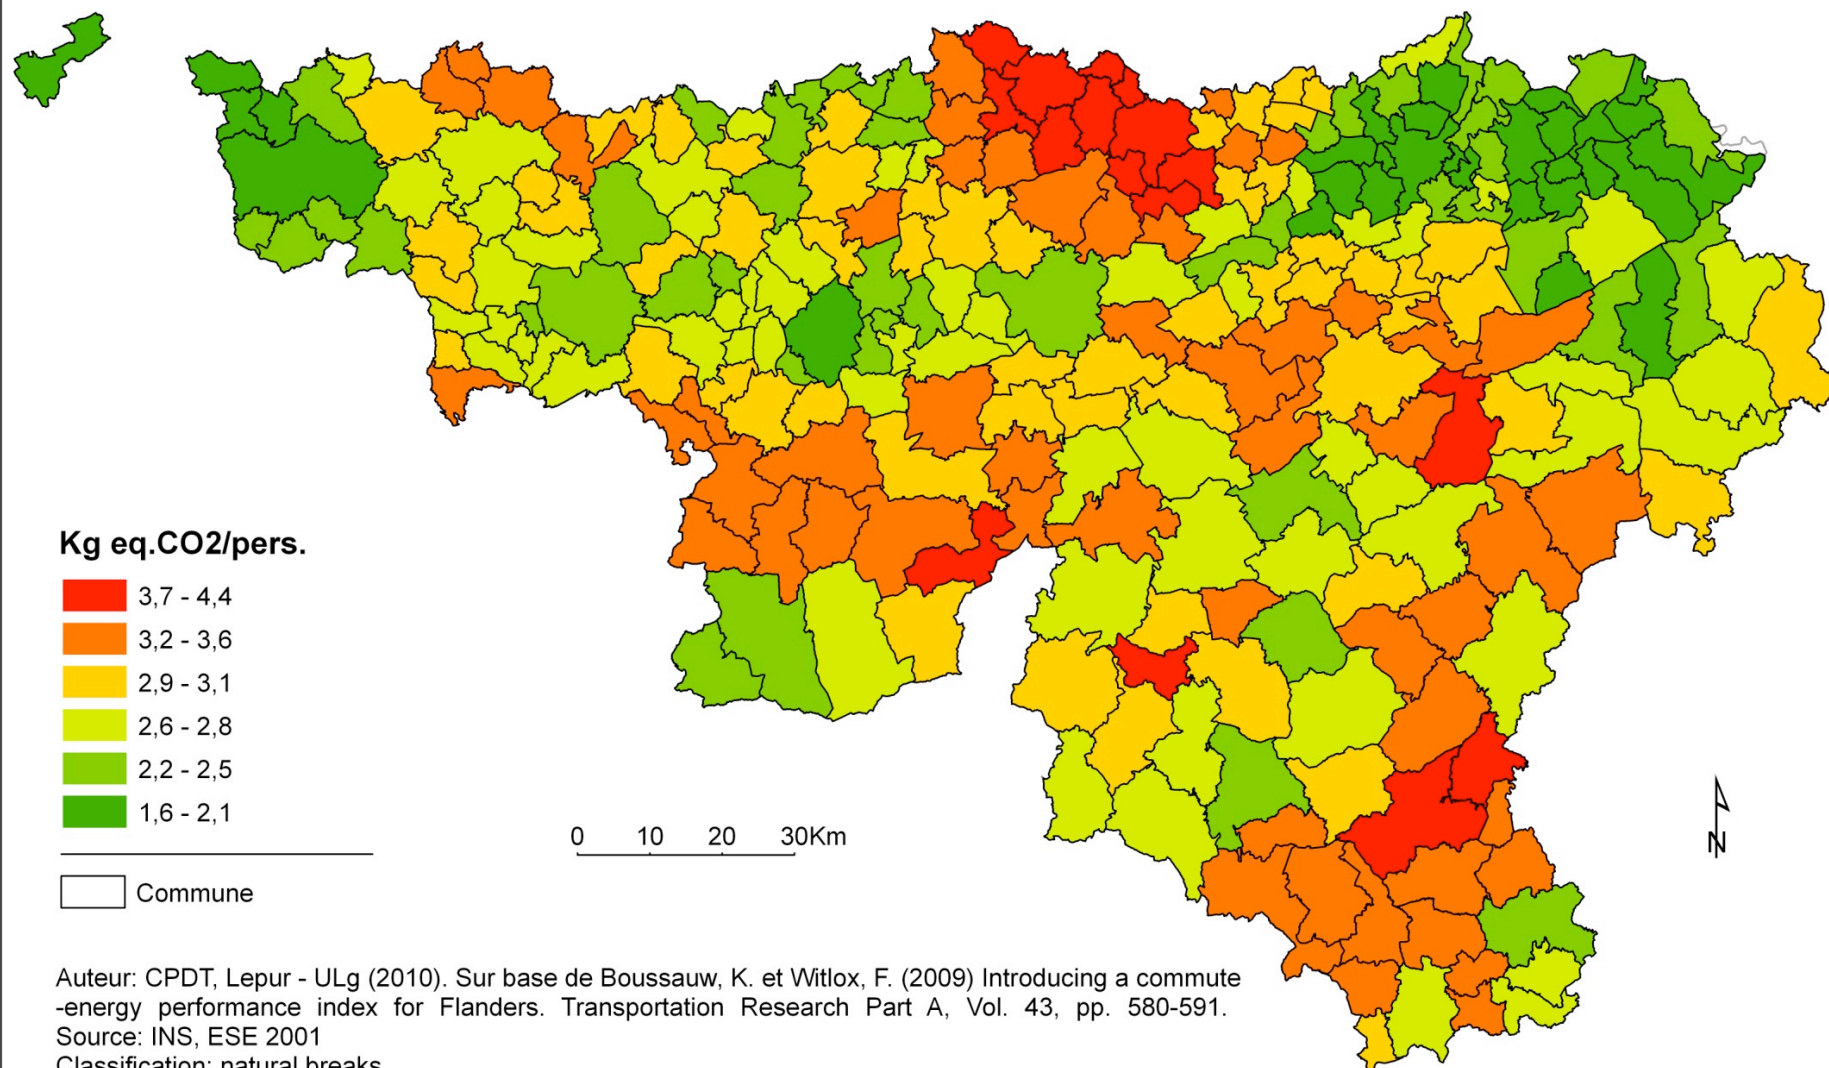 Kg eq.CO2/pers.
3,7 - 4,4
3,2 - 3,6
2,9 - 3,1
2,6 - 2,8
2,2 - 2,5
1,6 - 2,1
0 10 20 30Km
Commune
N
Auteur: CPDT, Lepur - ULg (2010). Sur base de Boussauw, K. et Witlox, F. (2009) Introducing a commute
-energy performance index for Flanders. Transportation Research Part A, Vol. 43, pp. 580-591.
Source: INS, ESE 2001
Classification: natural breaks